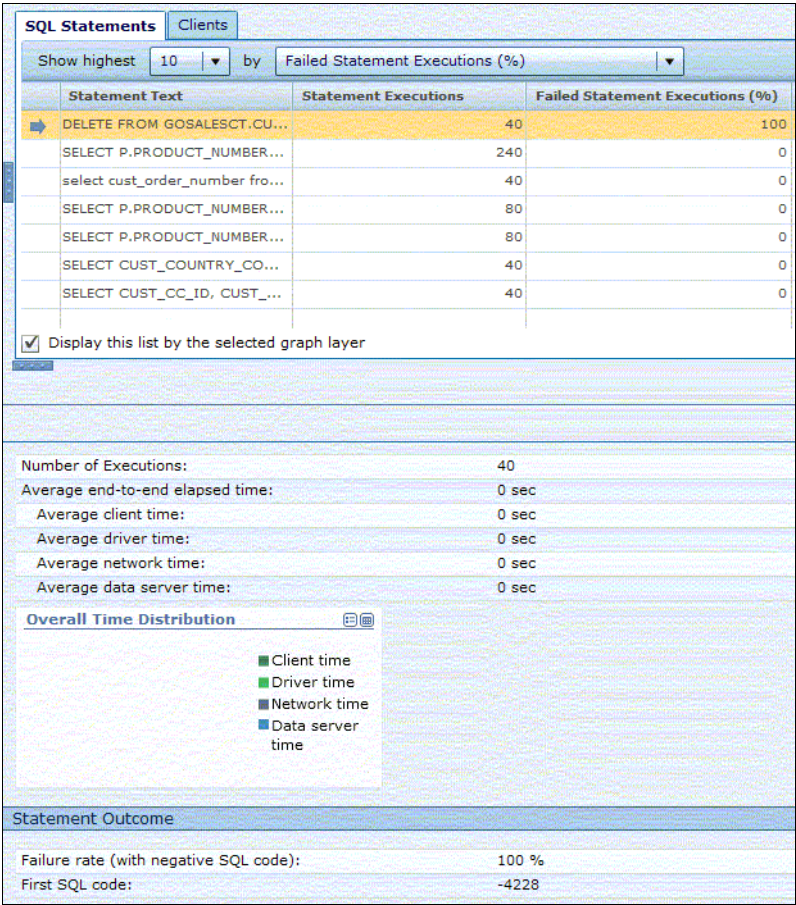 SQL Statements Clients
Show highest 10 by Failed Statement Executions (%)
Statement Text Statement Executions Failed Statement Executions (%)
DELETE FROM GOSALESCT.CU... 40 100
SELECT P.PRODUCT_NUMBER... 240 0
select cust_order_number fro... 40 0
SELECT P.PRODUCT_NUMBER... 80 0
SELECT P.PRODUCT_NUMBER... 80 0
SELECT CUST_COUNTRY_CO... 40 0
SELECT CUST_CC_ID, CUST_... 40 0
Display this list by the selected graph layer
Number of Executions: 40
Average end-to-end elapsed time: 0 sec
Average client time: 0 sec
Average driver time: 0 sec
Average network time: 0 sec
Average data server time: 0 sec
Overall Time Distribution
Client time
Driver time
Network time
Data server
time
Statement Outcome
Failure rate (with negative SQL code): 100 %
First SQL code: -4228